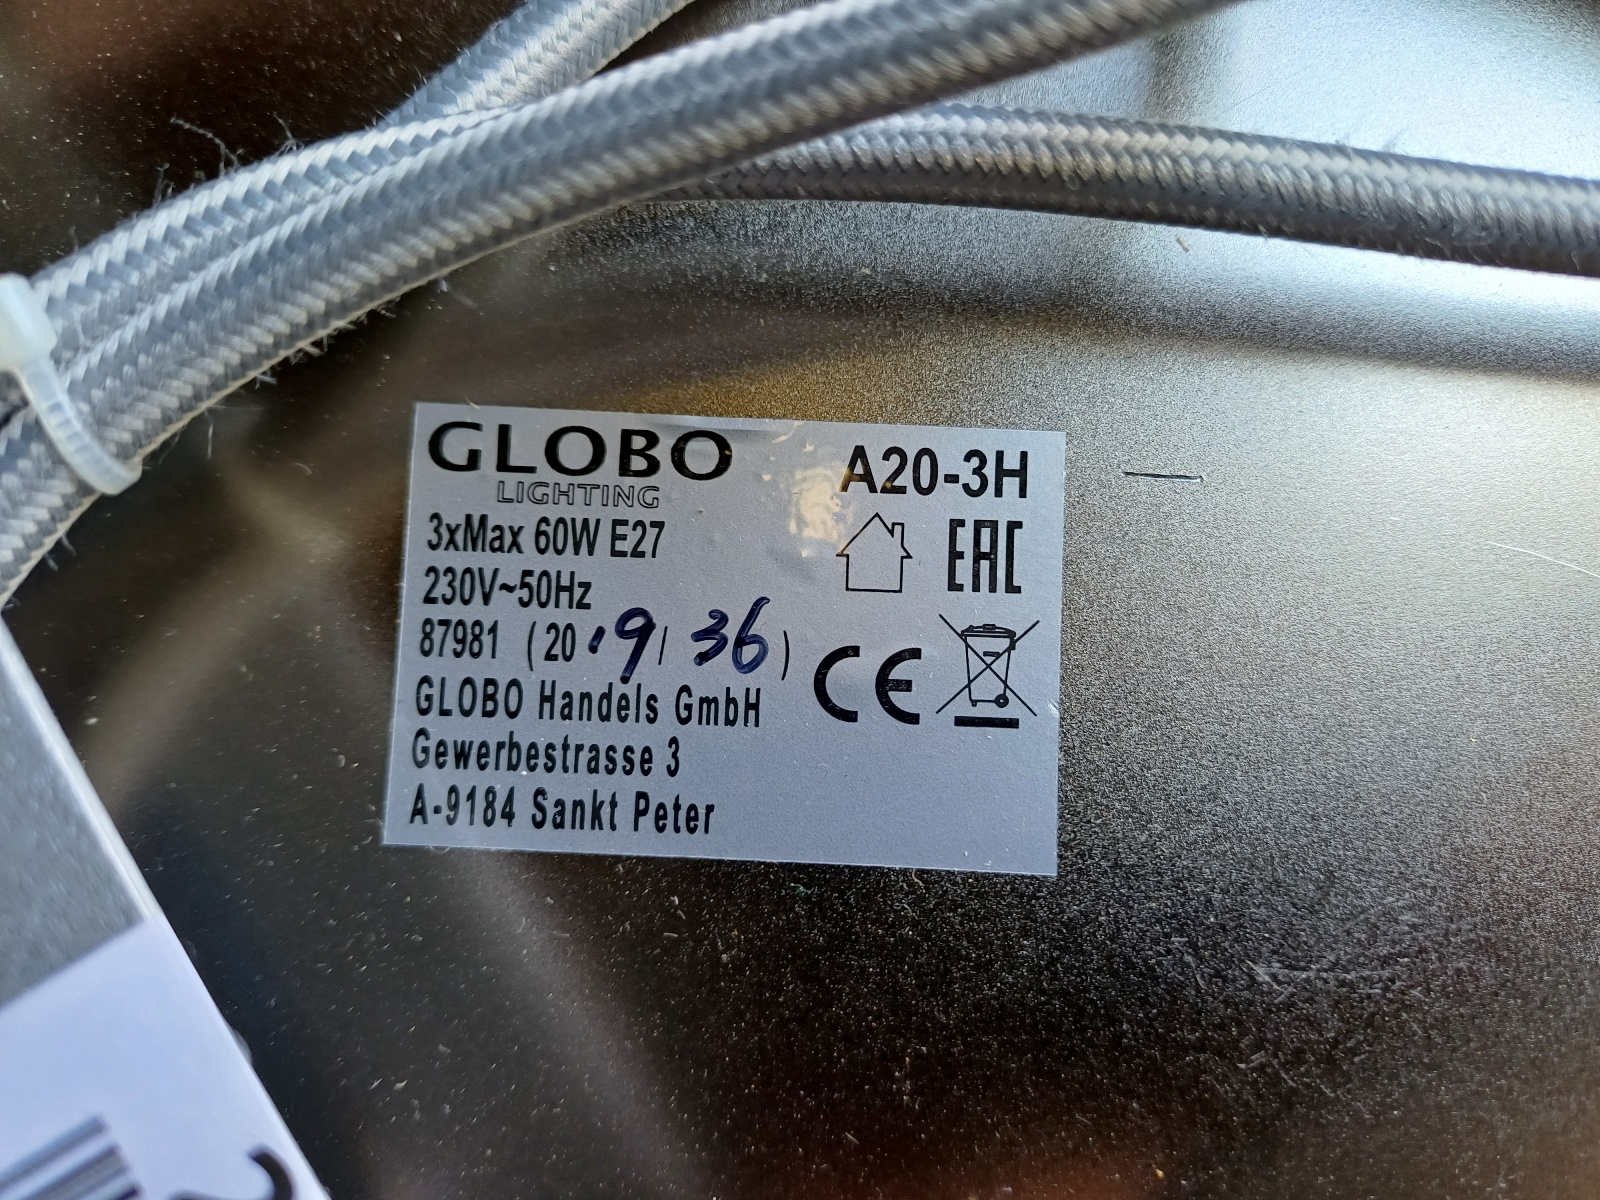 GLOBO
LIGHTING
A20-3H
3xMax 60W E27
230V~50Hz
EAC
87981 (20 19/ 36)
CE
GLOBO Handels GmbH
Gewerbestrasse 3
A-9184 Sankt Peter